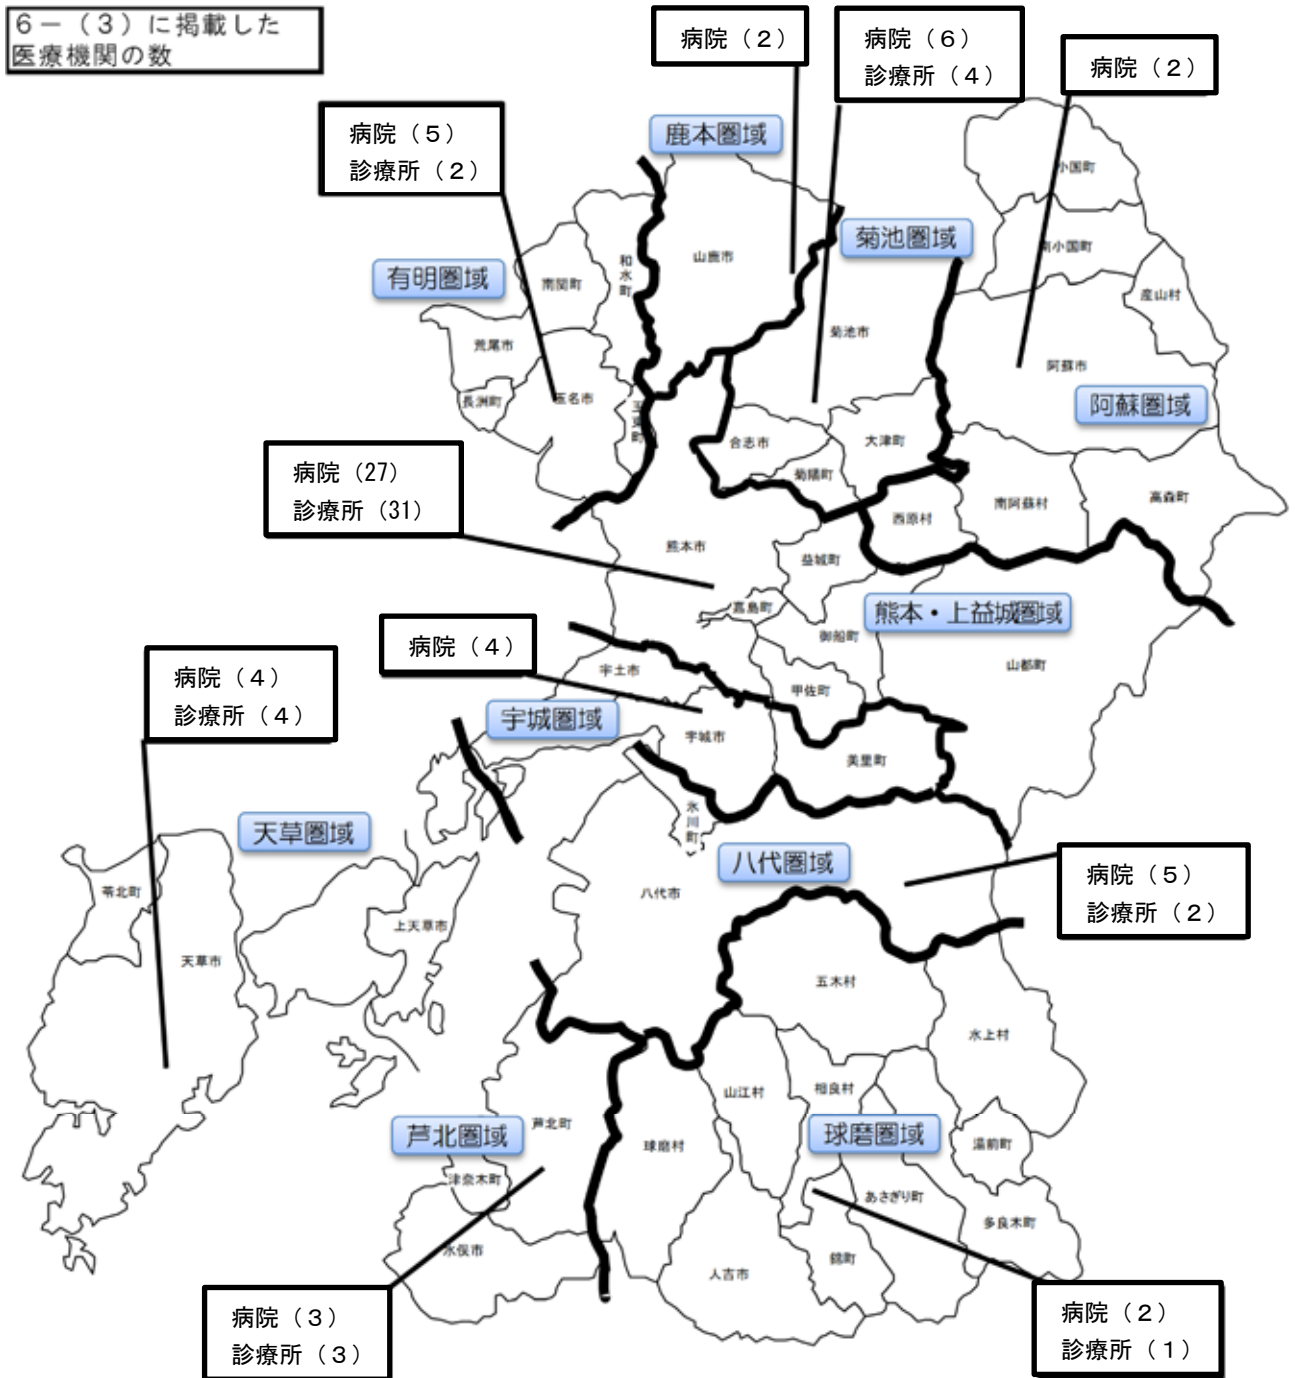 6－（3）に掲載した
医療機関の数
病院（2）
病院（6）
診療所（4）
病院（2）
病院（5）
診療所（2）
鹿本圏域
小国町
菊池圏域
南小国町
山鹿市
和水町
有明圏域
南関町
産山村
菊池市
荒尾市
阿蘇市
長洲町
玉名市
阿蘇圏域
玉東町
合志市
大津町
菊陽町
病院（27）
診療所（31）
南阿蘇村
高森町
西原村
熊本市
益城町
嘉島町
熊本・上益城圏域
御船町
病院（4）
宇土市
山都町
甲佐町
病院（4）
診療所（4）
宇城圏域
宇城市
美里町
氷川町
天草圏域
八代圏域
病院（5）
診療所（2）
苓北町
八代市
上天草市
天草市
五木村
水上村
山江村
相良村
芦北圏域
芦北町
球磨村
球磨圏域
湯前町
津奈木町
あさぎり町
多良木町
水俣市
錦町
人吉市
病院（3）
診療所（3）
病院（2）
診療所（1）